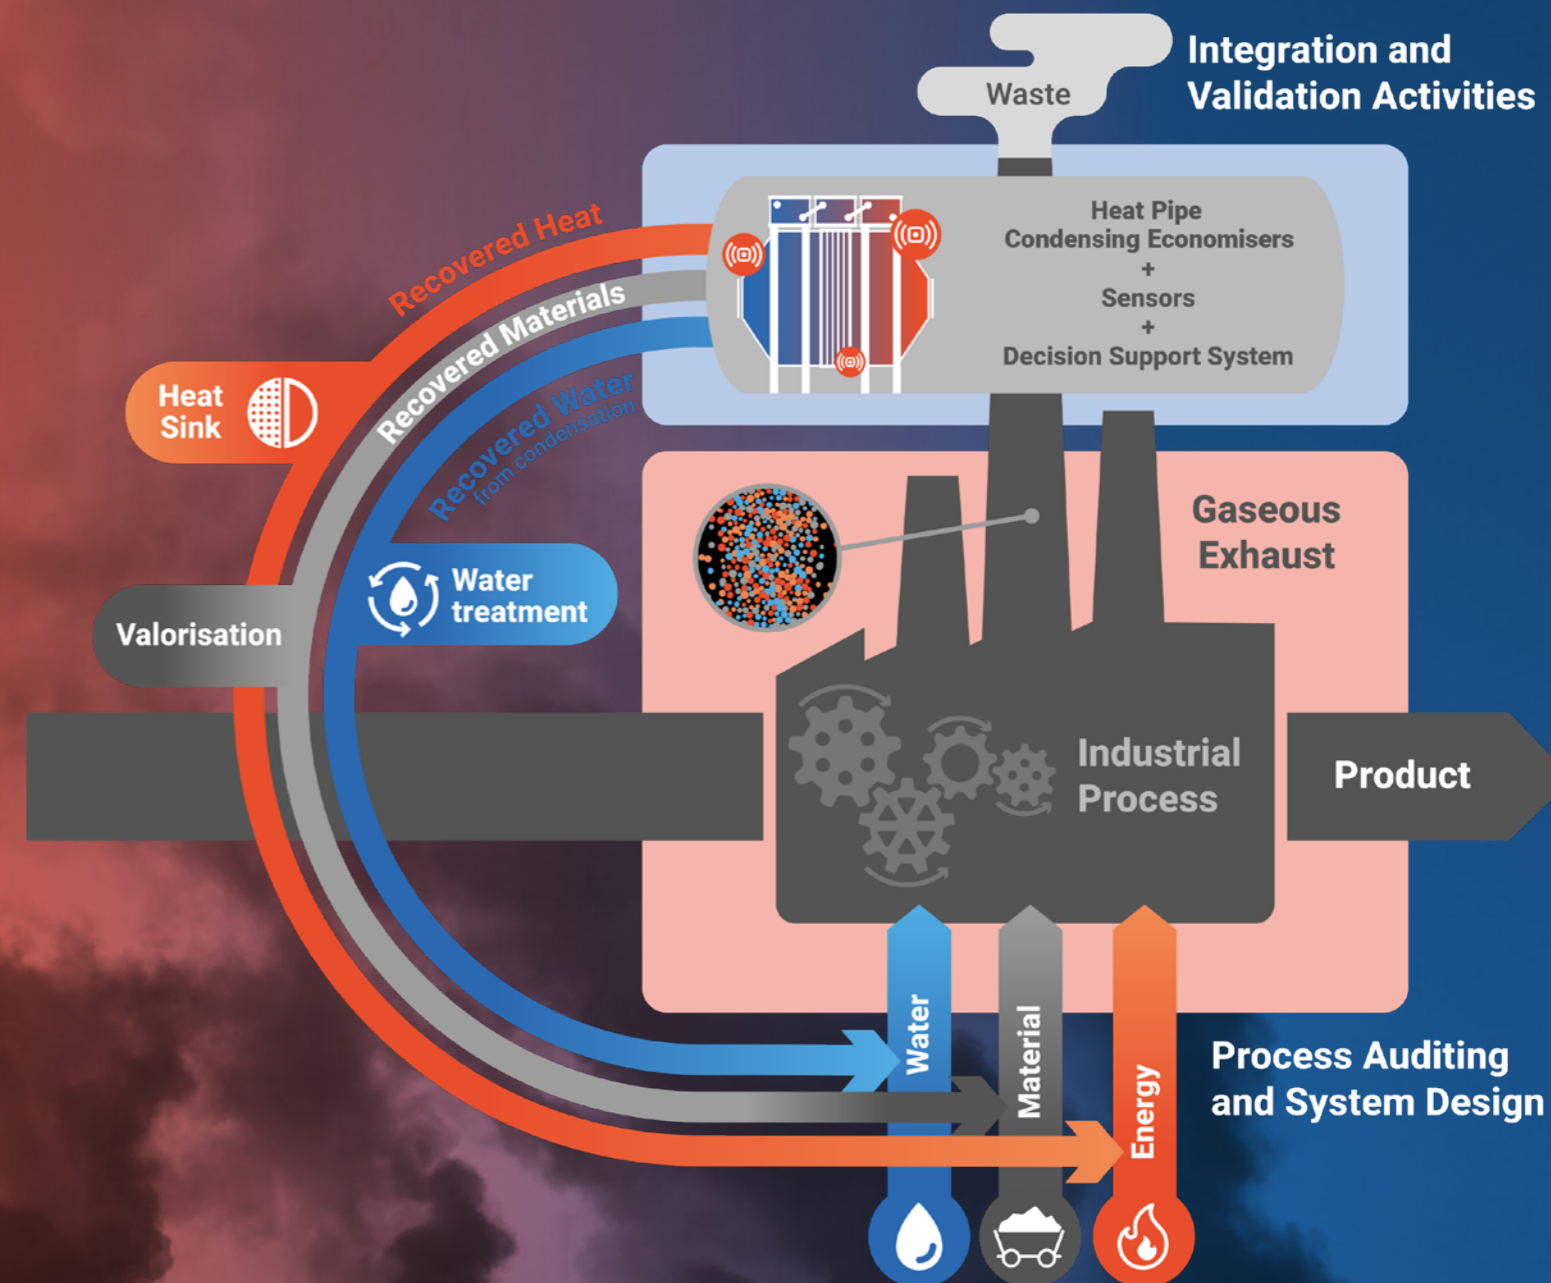 Integration and
Validation Activities
Waste
Heat Pipe
Condensing Economisers
+
Sensors
+
Decision Support System
Recovered Heat
Recovered Materials
Recovered Water
from condensation
Heat
Sink
Water
treatment
Valorisation
Gaseous
Exhaust
Industrial
Process
Product
Water
Material
Energy
Process Auditing
and System Design